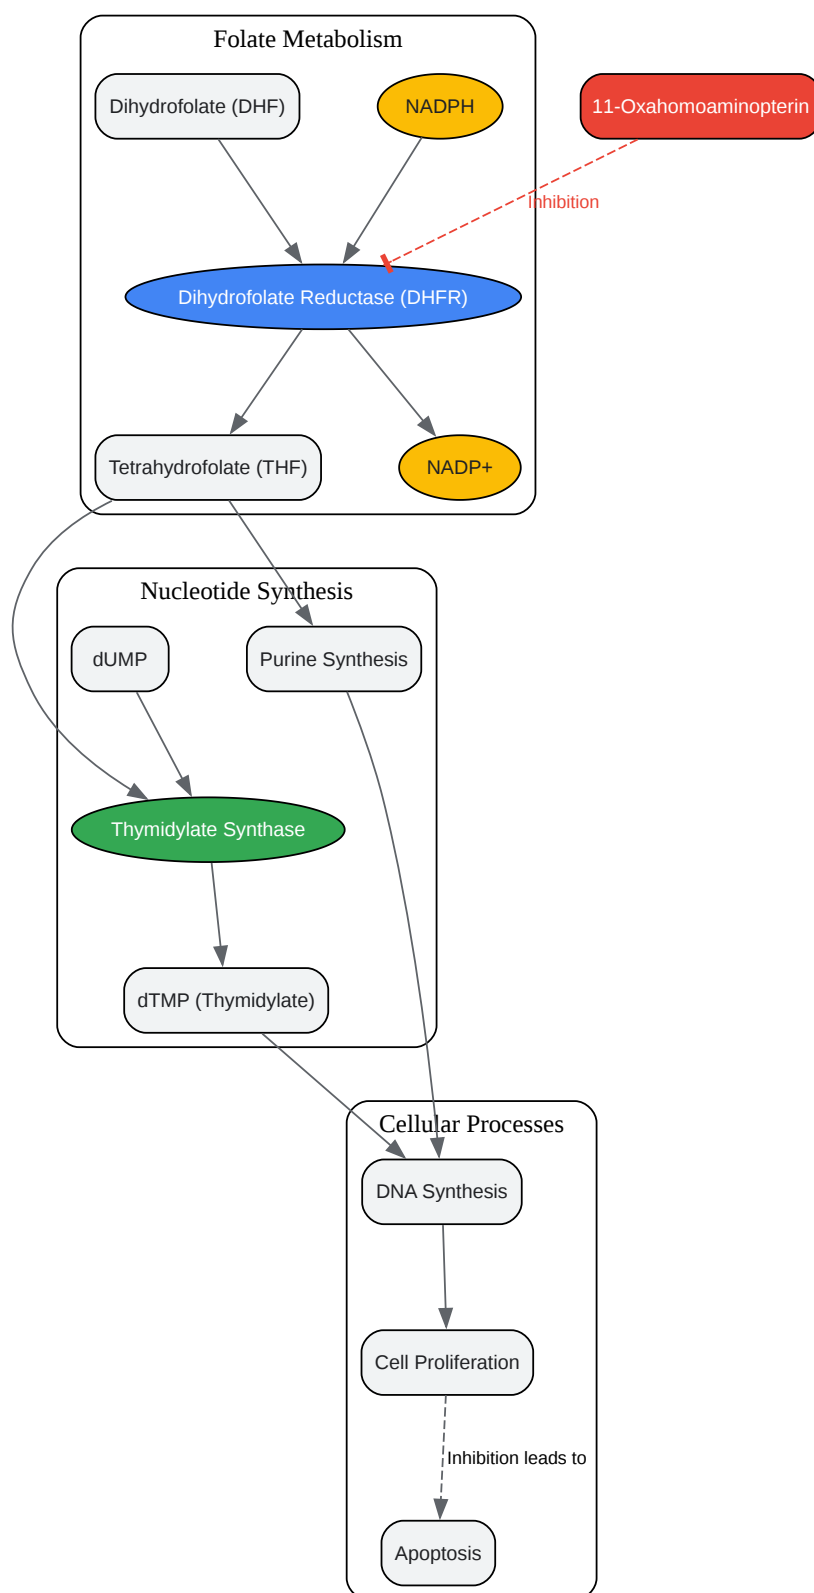 Folate Metabolism
Dihydrofolate (DHF)
NADPH
11-Oxahomoaminopterin
Inhibition
Dihydrofolate Reductase (DHFR)
Tetrahydrofolate (THF)
NADP+
Nucleotide Synthesis
dUMP
Purine Synthesis
Thymidylate Synthase
dTMP (Thymidylate)
Cellular Processes
DNA Synthesis
Cell Proliferation
Inhibition leads to
Apoptosis